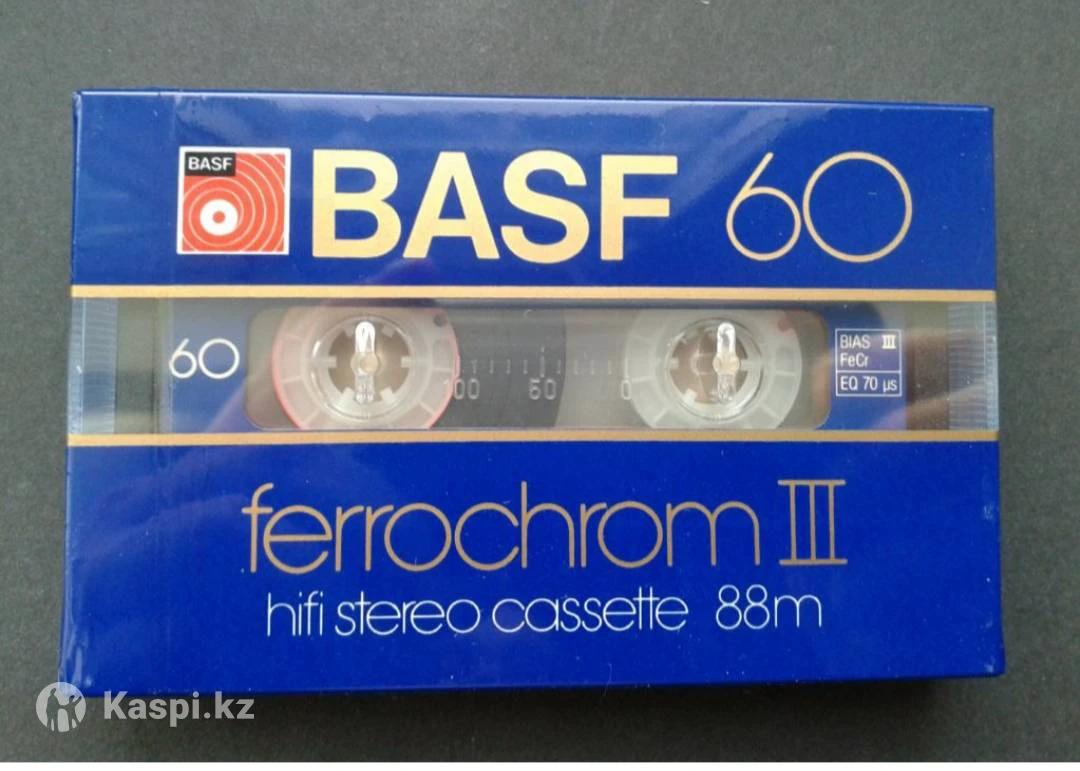 BASF
BASF 60
60
100 50 0
BIAS III
FeCr
EQ 70 µs
ferrochrom III
hifi stereo cassette 88m
Kaspi.kz